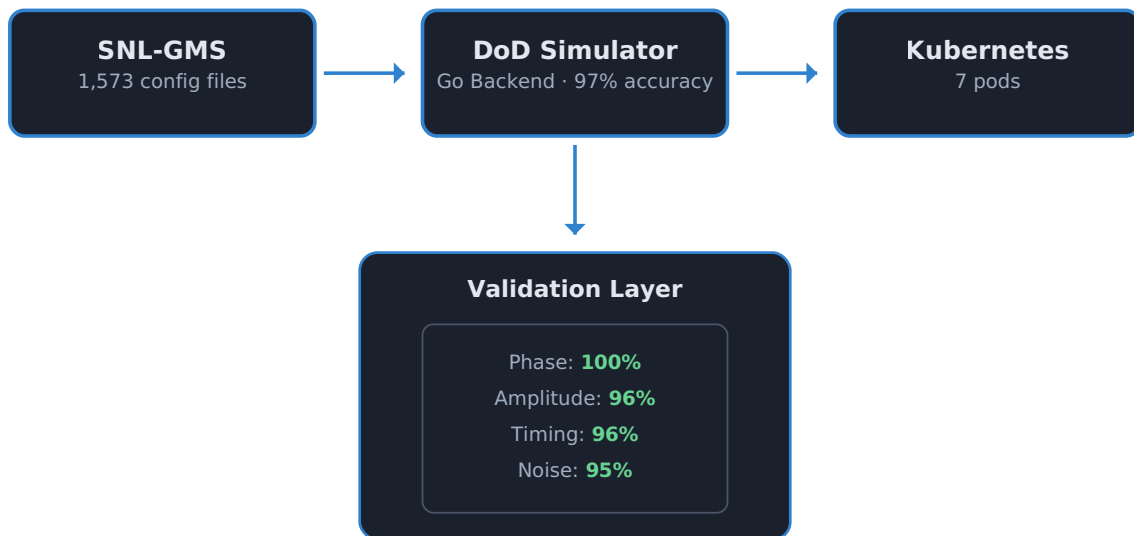 SNL-GMS
1,573 config files
DoD Simulator
Go Backend · 97% accuracy
Kubernetes
7 pods
Validation Layer
Phase: 100%
Amplitude: 96%
Timing: 96%
Noise: 95%